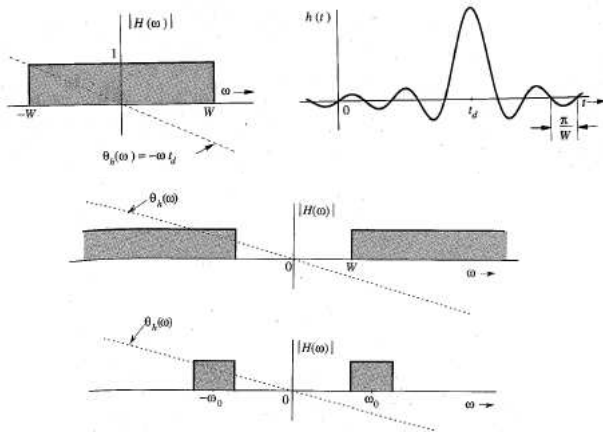 |H(ω)|
1
ω
-W
W
θh(ω) = -ω td
h(t)
0
td
t
π/W
θh(ω)
|H(ω)|
0
W
ω
θh(ω)
|H(ω)|
-ω0
0
ω0
ω